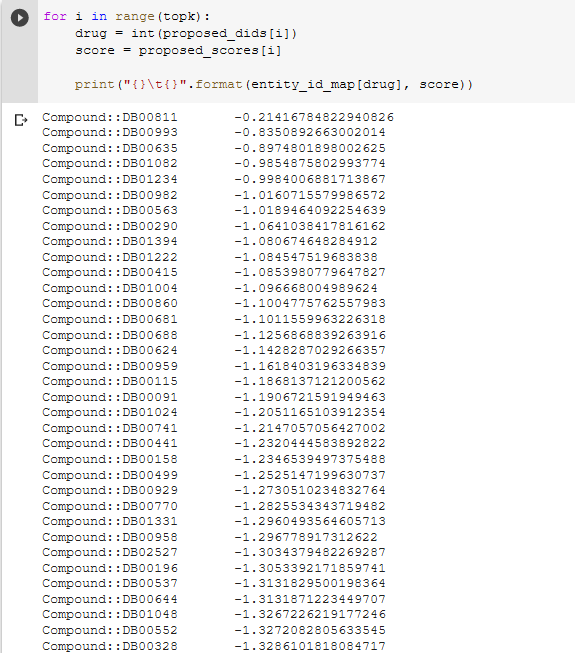 for i in range(topk):
    drug = int(proposed_dids[i])
    score = proposed_scores[i]
    print("{}\t{}".format(entity_id_map[drug], score))
Compound::DB00811 -0.21416784822940826
Compound::DB00993 -0.8350892663002014
Compound::DB00635 -0.8974801898002625
Compound::DB01082 -0.9854875802993774
Compound::DB01234 -0.9984006881713867
Compound::DB00982 -1.0160715579986572
Compound::DB00563 -1.0189464092254639
Compound::DB00290 -1.0641038417816162
Compound::DB01394 -1.080674648284912
Compound::DB01222 -1.084547519683838
Compound::DB00415 -1.0853980779647827
Compound::DB01004 -1.096668004989624
Compound::DB00860 -1.1004775762557983
Compound::DB00681 -1.1011559963226318
Compound::DB00688 -1.1256868839263916
Compound::DB00624 -1.1428287029266357
Compound::DB00959 -1.1618403196334839
Compound::DB00115 -1.1868137121200562
Compound::DB00091 -1.1906721591949463
Compound::DB01024 -1.2051165103912354
Compound::DB00741 -1.2147057056427002
Compound::DB00441 -1.2320444583892822
Compound::DB00158 -1.2346539497375488
Compound::DB00499 -1.2525147199630737
Compound::DB00929 -1.2730510234832764
Compound::DB00770 -1.2825534343719482
Compound::DB01331 -1.2960493564605713
Compound::DB00958 -1.296778917312622
Compound::DB02527 -1.3034379482269287
Compound::DB00196 -1.3053392171859741
Compound::DB00537 -1.3131829500198364
Compound::DB00644 -1.3131871223449707
Compound::DB01048 -1.3267226219177246
Compound::DB00552 -1.3272082805633545
Compound::DB00328 -1.3286101818084717